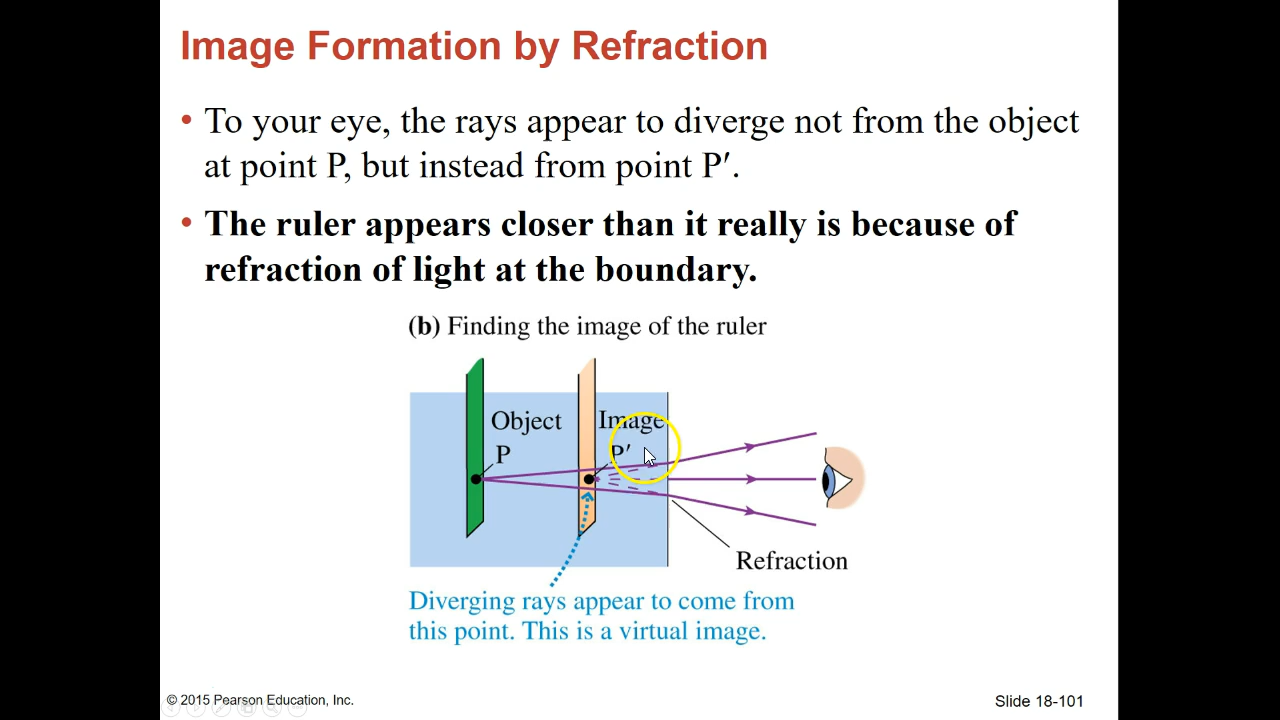 Image Formation by Refraction
• To your eye, the rays appear to diverge not from the object
at point P, but instead from point P′.
• The ruler appears closer than it really is because of
refraction of light at the boundary.
(b) Finding the image of the ruler
Object
Image
P
P′
Refraction
Diverging rays appear to come from
this point. This is a virtual image.
© 2015 Pearson Education, Inc.
Slide 18-101